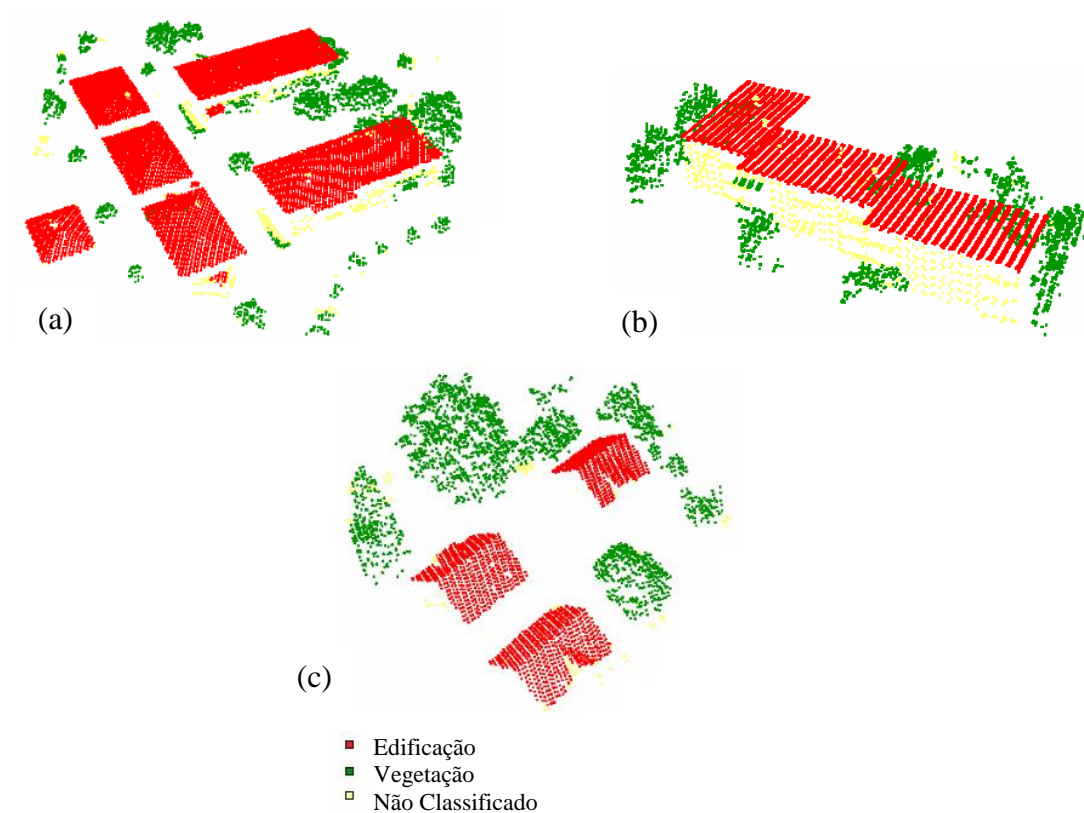 (a)
(b)
(c)
Edificação
Vegetação
Não Classificado